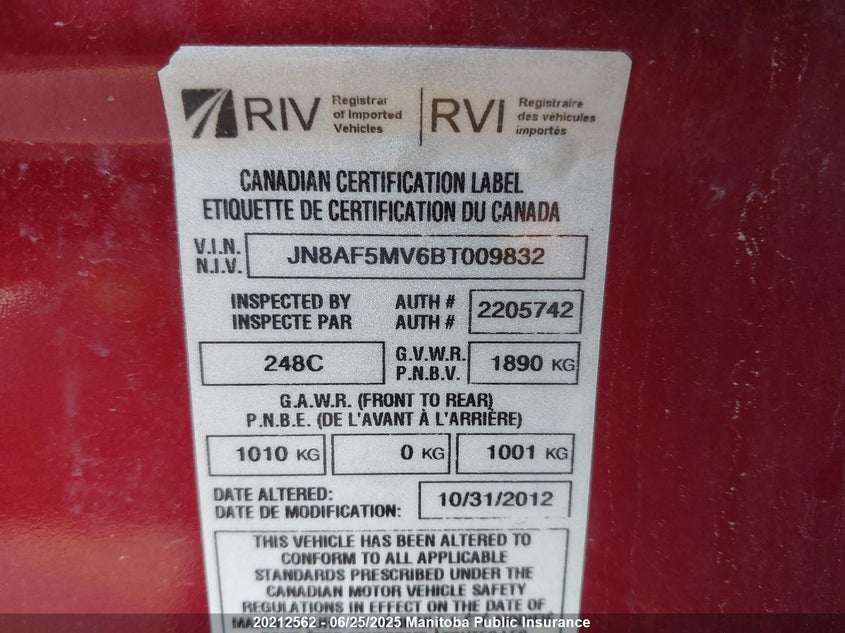 RIV Registrar of Imported Vehicles | RVI Registraire des véhicules importés
CANADIAN CERTIFICATION LABEL
ETIQUETTE DE CERTIFICATION DU CANADA
V.I.N.
N.I.V.
JN8AF5MV6BT009832
INSPECTED BY
INSPECTE PAR
AUTH #
AUTH #
2205742
248C
G.V.W.R.
P.N.B.V.
1890 KG
G.A.W.R. (FRONT TO REAR)
P.N.B.E. (DE L'AVANT À L'ARRIÈRE)
1010 KG 0 KG 1001 KG
DATE ALTERED:
DATE DE MODIFICATION:
10/31/2012
THIS VEHICLE HAS BEEN ALTERED TO
CONFORM TO ALL APPLICABLE
STANDARDS PRESCRIBED UNDER THE
CANADIAN MOTOR VEHICLE SAFETY
REGULATIONS IN EFFECT ON THE DATE OF
20212562 - 06/25/2025 Manitoba Public Insurance